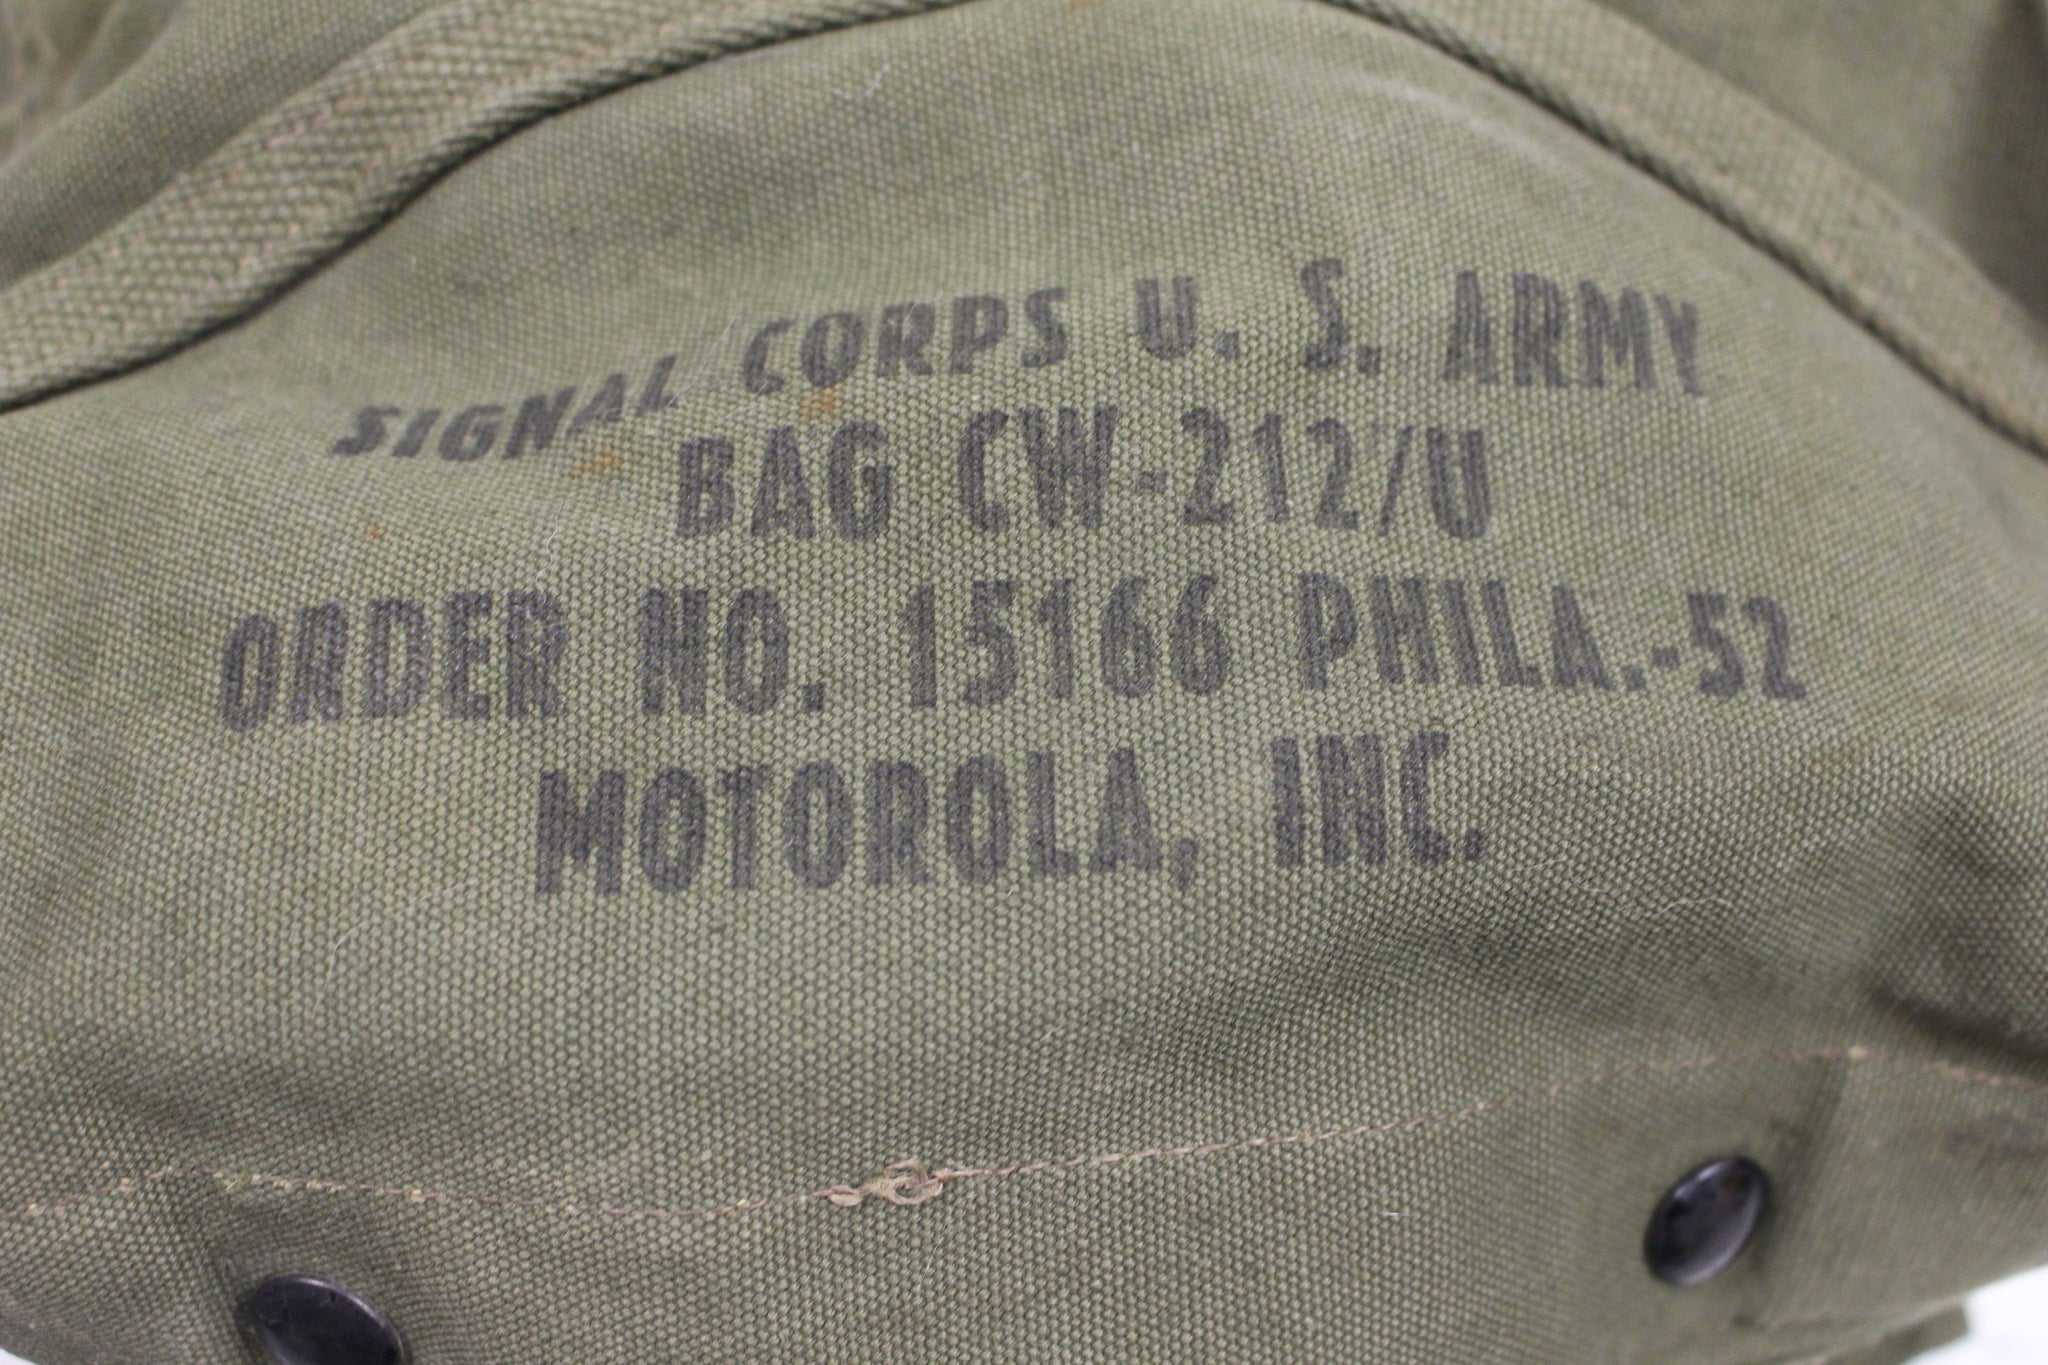 SIGNAL CORPS U. S. ARMY
BAG CW-212/U
ORDER NO. 15166 PHILA.-52
MOTOROLA, INC.